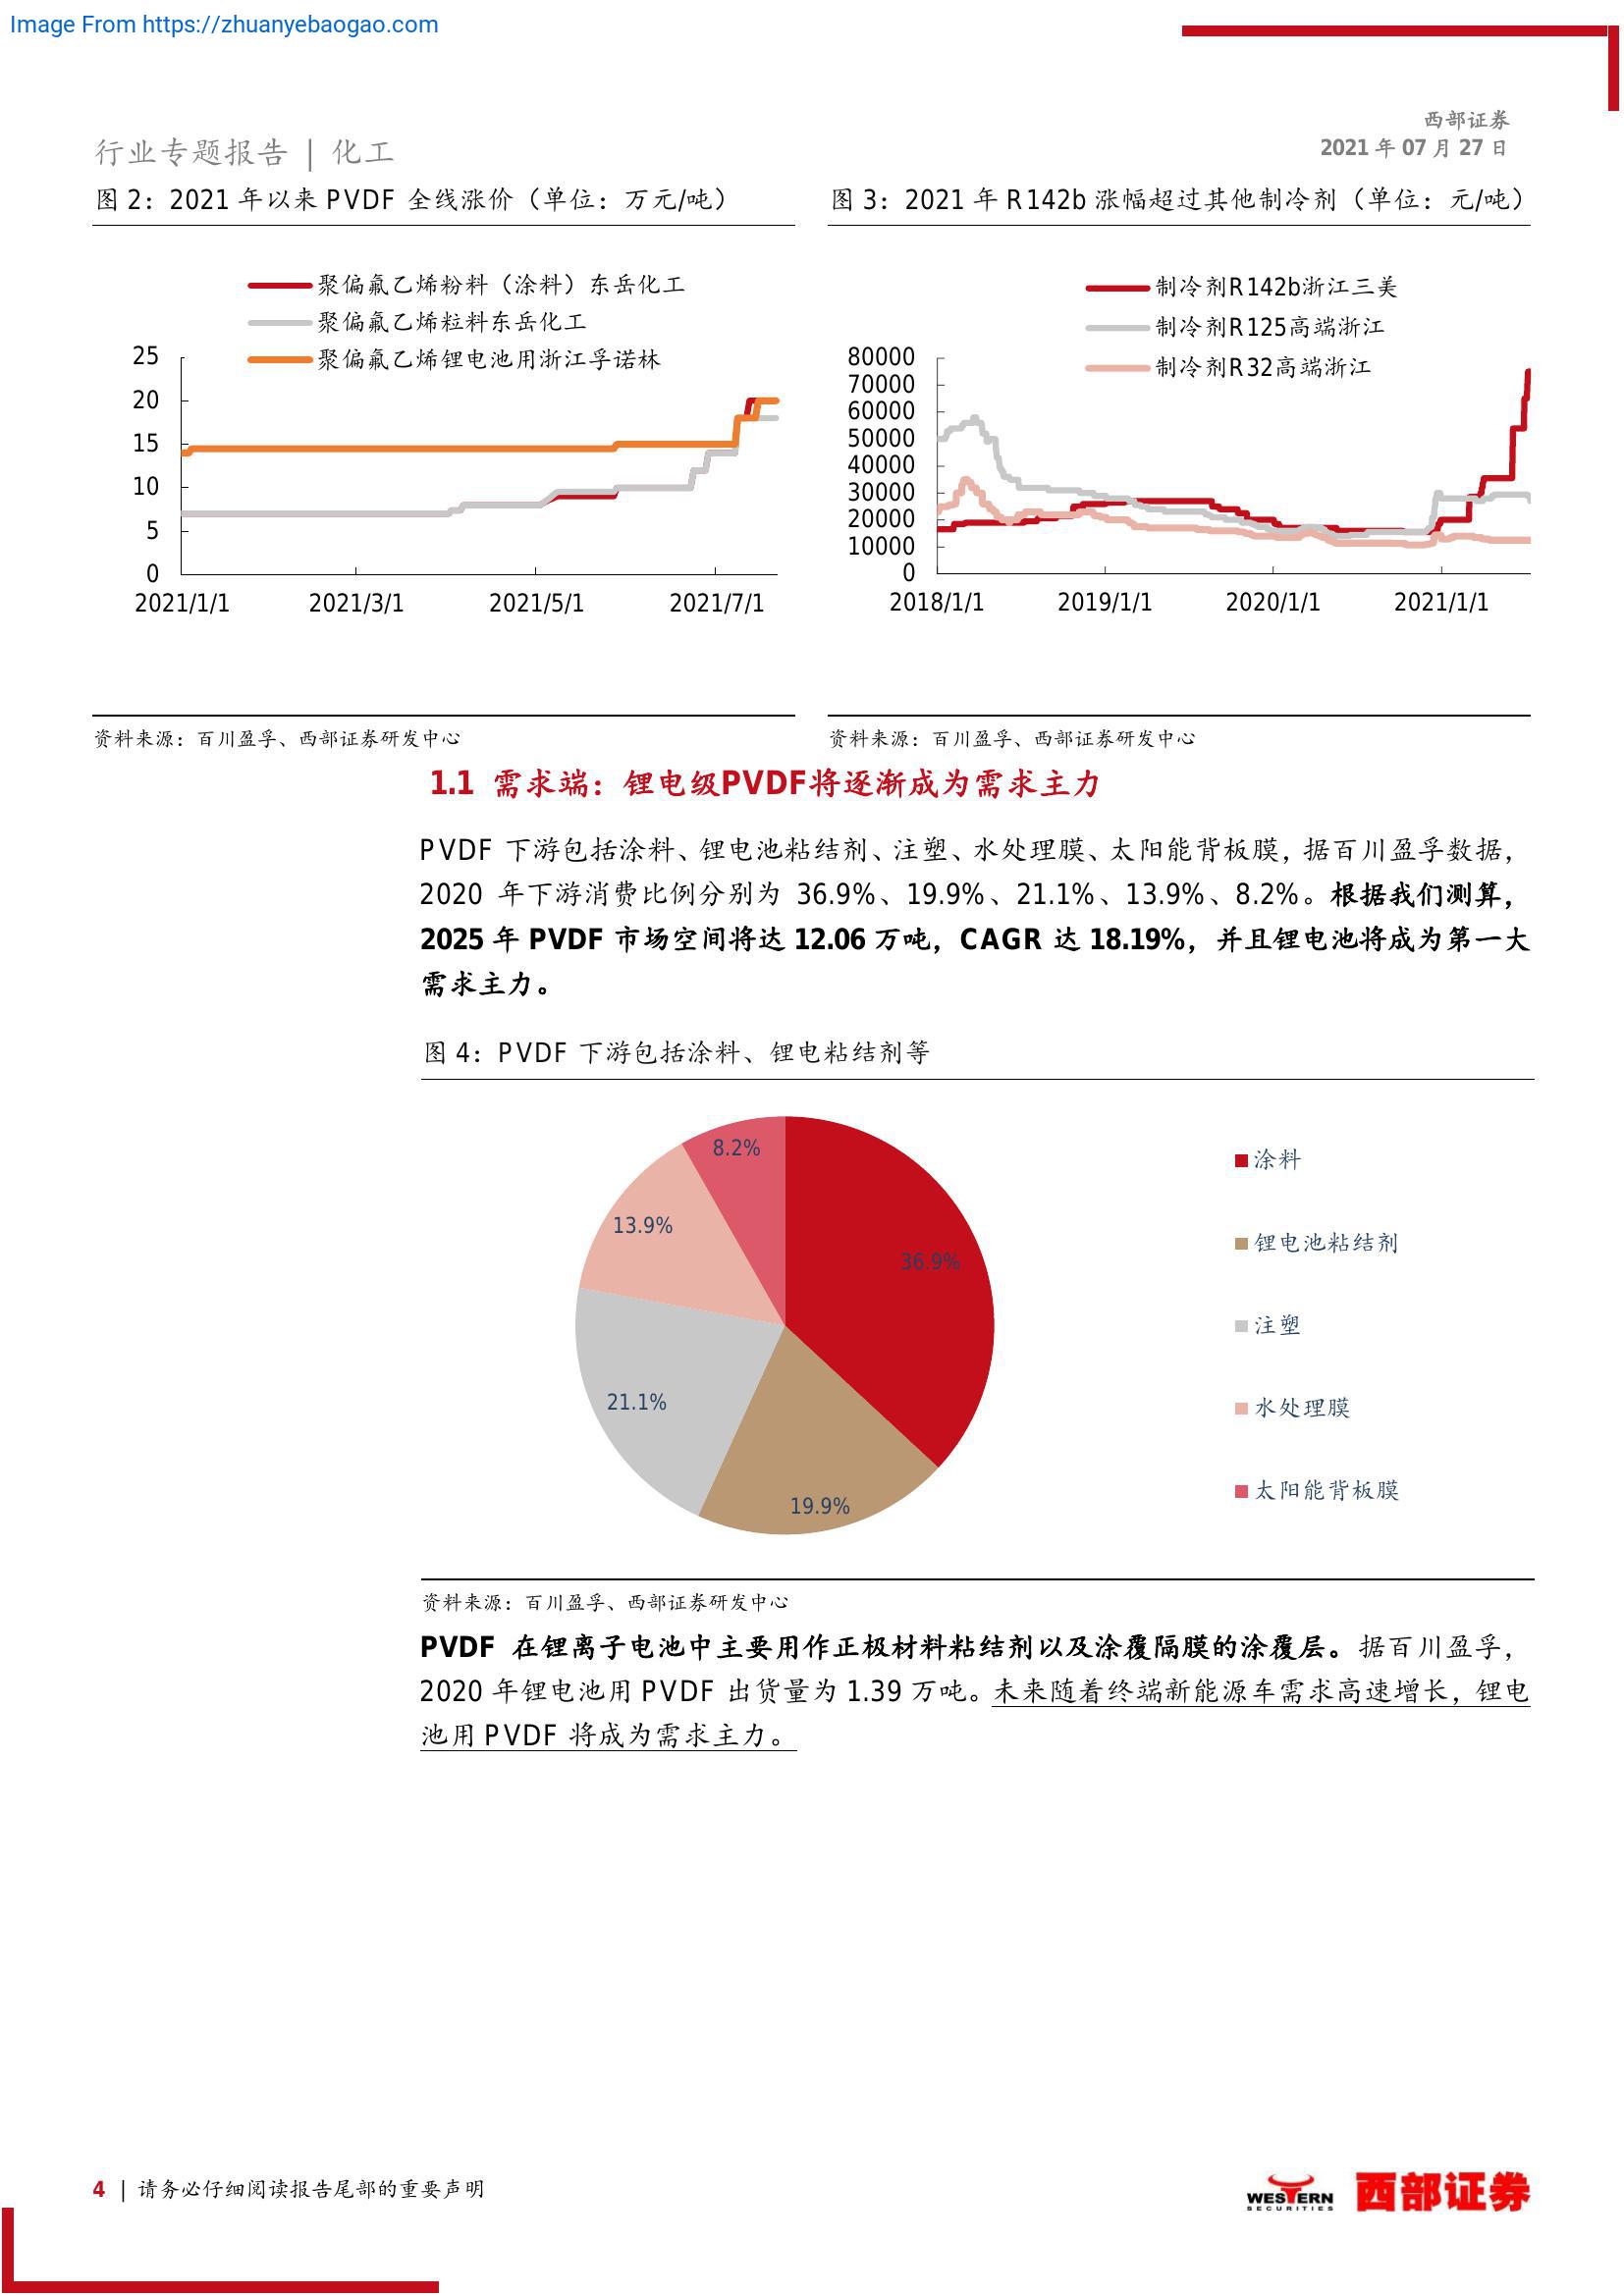 Image From https://zhuanyebaogao.com
西部证券
2021 年 07 月 27 日
行业专题报告 | 化工
图 2：2021 年以来 PVDF 全线涨价（单位：万元/吨）
聚偏氟乙烯粉料（涂料）东岳化工
聚偏氟乙烯粒料东岳化工
聚偏氟乙烯锂电池用浙江孚诺林
25
20
15
10
5
0
2021/1/1 2021/3/1 2021/5/1 2021/7/1
资料来源：百川盈孚、西部证券研发中心
图 3：2021 年 R142b 涨幅超过其他制冷剂（单位：元/吨）
制冷剂R142b浙江三美
制冷剂R125高端浙江
制冷剂R32高端浙江
80000
70000
60000
50000
40000
30000
20000
10000
0
2018/1/1 2019/1/1 2020/1/1 2021/1/1
资料来源：百川盈孚、西部证券研发中心
1.1 需求端：锂电级PVDF将逐渐成为需求主力
PVDF 下游包括涂料、锂电池粘结剂、注塑、水处理膜、太阳能背板膜，据百川盈孚数据，
2020 年下游消费比例分别为 36.9%、19.9%、21.1%、13.9%、8.2%。根据我们测算，
2025 年 PVDF 市场空间将达 12.06 万吨，CAGR 达 18.19%，并且锂电池将成为第一大
需求主力。
图 4：PVDF 下游包括涂料、锂电粘结剂等
8.2%
13.9%
36.9%
21.1%
19.9%
涂料
锂电池粘结剂
注塑
水处理膜
太阳能背板膜
资料来源：百川盈孚、西部证券研发中心
PVDF 在锂离子电池中主要用作正极材料粘结剂以及涂覆隔膜的涂覆层。据百川盈孚，
2020 年锂电池用 PVDF 出货量为 1.39 万吨。未来随着终端新能源车需求高速增长，锂电
池用 PVDF 将成为需求主力。
4 | 请务必仔细阅读报告尾部的重要声明
WESTERN
SECURITIES
西部证券